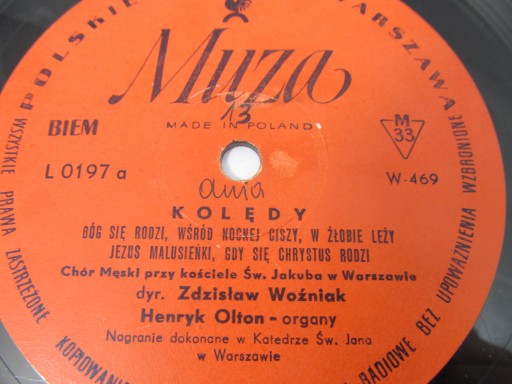 POLSKIE
WARSZAWA
Muza
13
MADE IN POLAND
BIEM
M
33
L 0197 a
W-469
dnia
KOLĘDY
BÓG SIĘ RODZI, WŚRÓD NOCNEJ CISZY, W ŻŁOBIE LEŻY
JEZUS MALUSIEŃKI, GDY SIĘ CHRYSTUS RODZI
Chór Męski przy kościele Św. Jakuba w Warszawie
dyr. Zdzisław Woźniak
Henryk Olton - organy
Nagranie dokonane w Katedrze Św. Jana
w Warszawie
WSZYSTKIE PRAWA ZASTRZEŻONE
KOPIOWANIE
RADIOWE BEZ UPOWAŻNIENIA WZBRONIONE